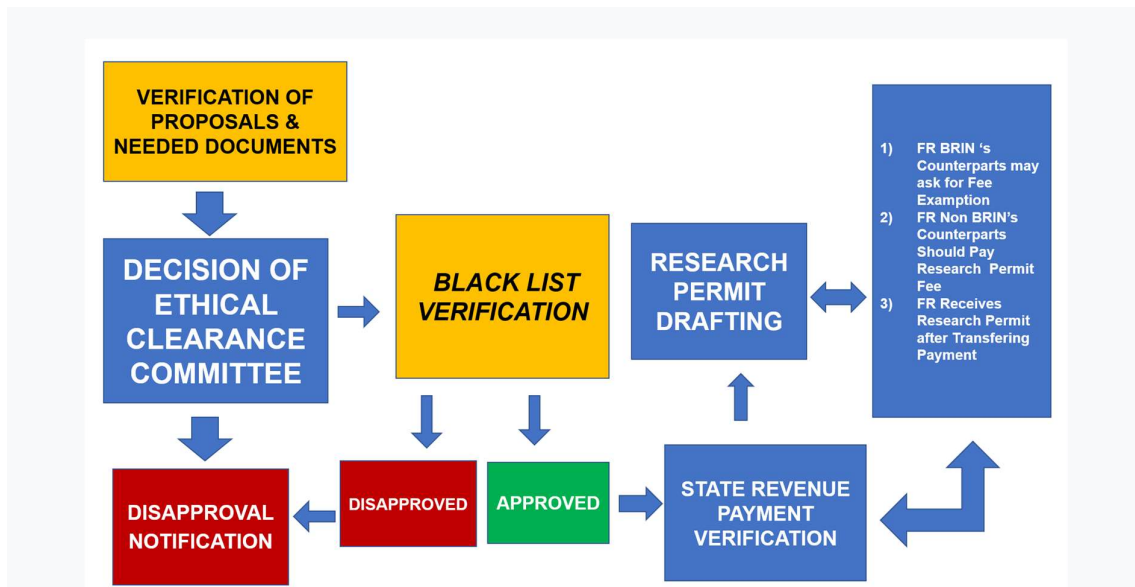 VERIFICATION OF
PROPOSALS &
NEEDED DOCUMENTS
DECISION OF
ETHICAL
CLEARANCE
COMMITTEE
BLACK LIST
VERIFICATION
DISAPPROVAL
NOTIFICATION
DISAPPROVED
APPROVED
STATE REVENUE
PAYMENT
VERIFICATION
RESEARCH
PERMIT
DRAFTING
1) FR BRIN ‘s
Counterparts may
ask for Fee
Examption
2) FR Non BRIN’s
Counterparts
Should Pay
Research Permit
Fee
3) FR Receives
Research Permit
after Transfering
Payment